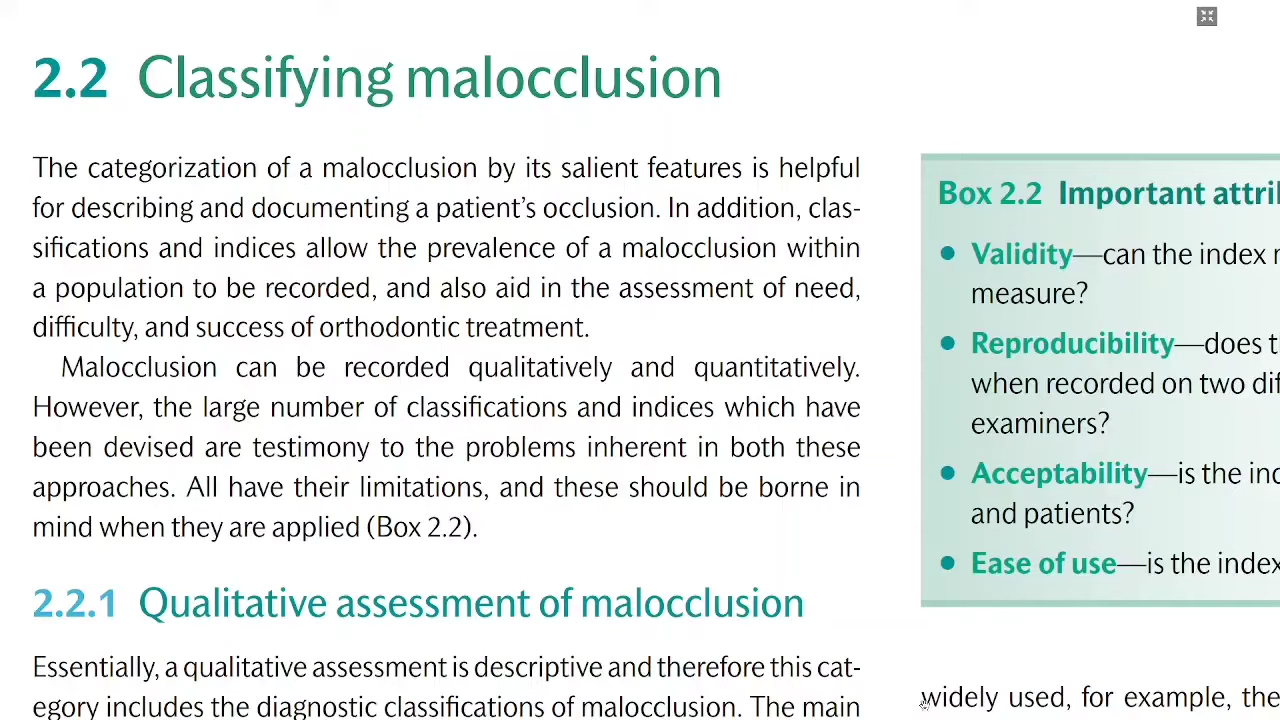 2.2 Classifying malocclusion
The categorization of a malocclusion by its salient features is helpful
for describing and documenting a patient's occlusion. In addition, clas-
sifications and indices allow the prevalence of a malocclusion within
a population to be recorded, and also aid in the assessment of need,
difficulty, and success of orthodontic treatment.
Malocclusion can be recorded qualitatively and quantitatively.
However, the large number of classifications and indices which have
been devised are testimony to the problems inherent in both these
approaches. All have their limitations, and these should be borne in
mind when they are applied (Box 2.2).
2.2.1 Qualitative assessment of malocclusion
Essentially, a qualitative assessment is descriptive and therefore this cat-
egory includes the diagnostic classifications of malocclusion. The main
Box 2.2 Important
• Validity—can the index
measure?
• Reproducibility—does
when recorded on two
examiners?
• Acceptability—is the
and patients?
• Ease of use—is the index
widely used, for example, the